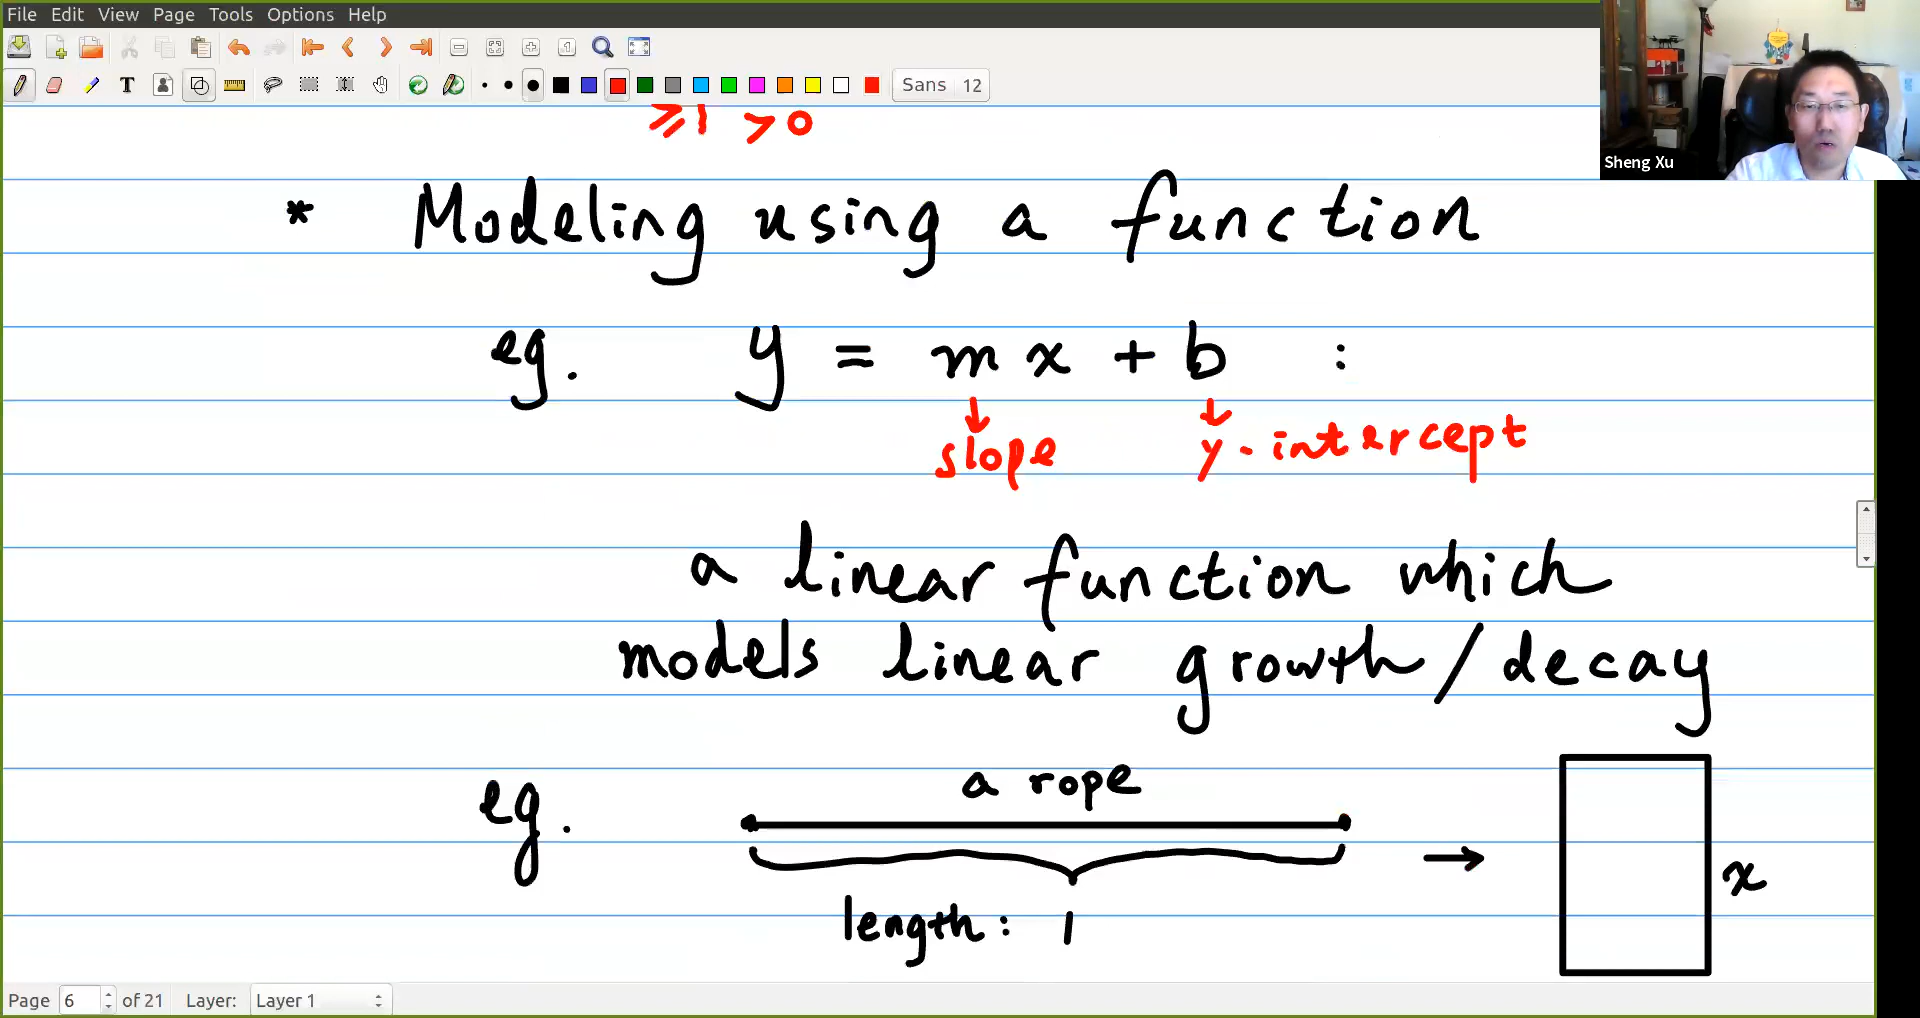 File Edit View Page Tools Options Help
Sans 12
Sheng Xu
≥1 >0
* Modeling using a function
eg. y = mx + b :
slope y-intercept
a linear function which
models linear growth/decay
eg. a rope
x
length: 1
Page 6 of 21 Layer: Layer 1